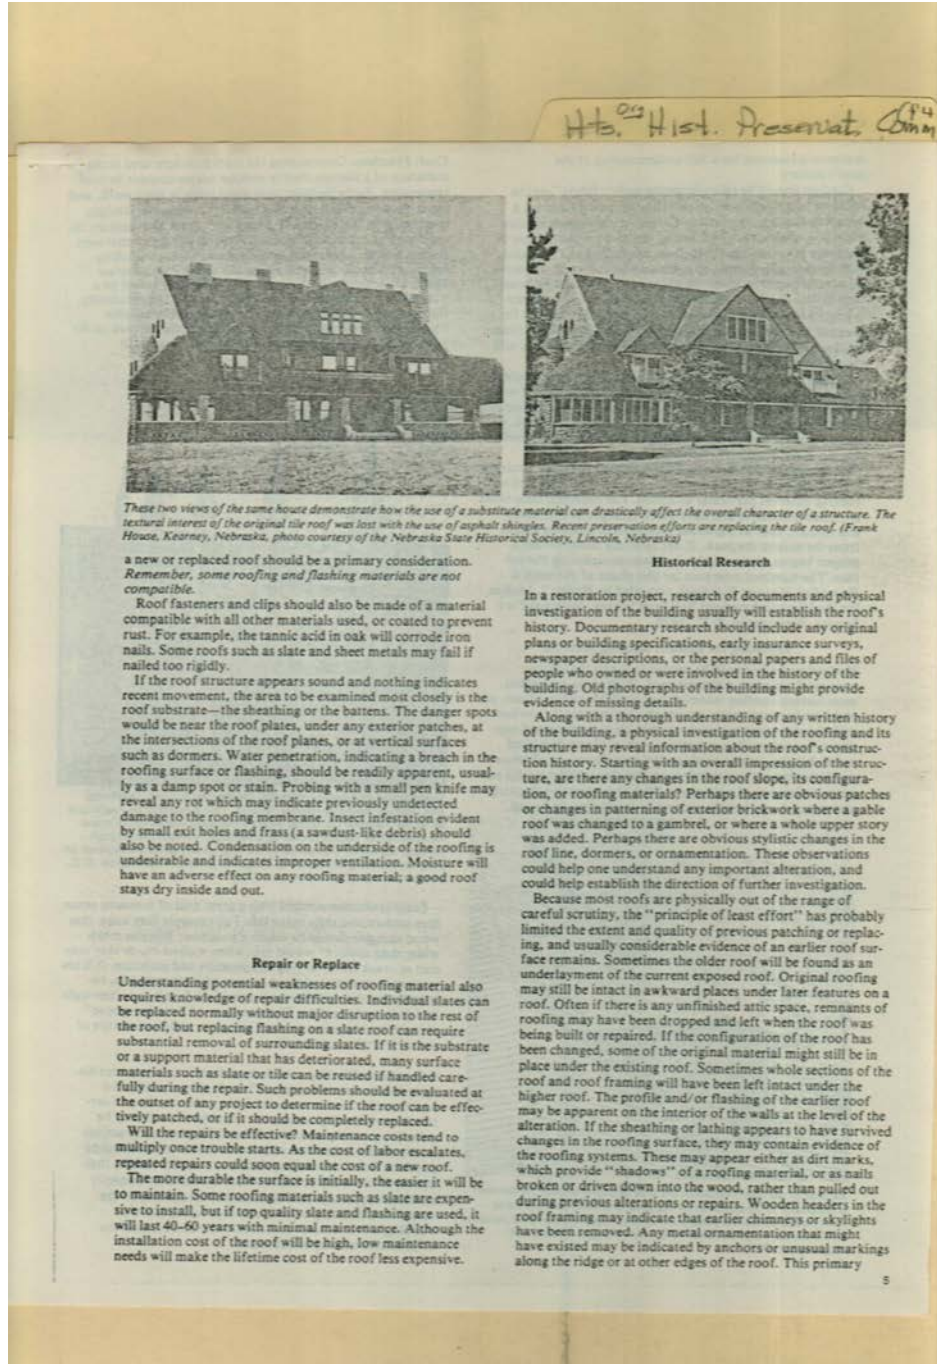 Hts. Org Hist. Preservat. Comm
These two views of the same house demonstrate how the use of a substitute material can drastically affect the overall character of a structure. The
textural interest of the original tile roof was lost with the use of asphalt shingles. Recent preservation efforts are replacing the tile roof. (Frank
House, Kearney, Nebraska, photo courtesy of the Nebraska State Historical Society, Lincoln, Nebraska)
a new or replaced roof should be a primary consideration.
Remember, some roofing and flashing materials are not
compatible.
Roof fasteners and clips should also be made of a material
compatible with all other materials used, or coated to prevent
rust. For example, the tannic acid in oak will corrode iron
nails. Some roofs such as slate and sheet metals may fail if
nailed too rigidly.
If the roof structure appears sound and nothing indicates
recent movement, the area to be examined most closely is the
roof substrate—the sheathing or the battens. The danger spots
would be near the roof plates, under any exterior patches, at
the intersections of the roof planes, or at vertical surfaces
such as dormers. Water penetration, indicating a breach in the
roofing surface or flashing, should be readily apparent, usual-
ly as a damp spot or stain. Probing with a small pen knife may
reveal any rot which may indicate previously undetected
damage to the roofing membrane. Insect infestation evident
by small exit holes and frass (a sawdust-like debris) should
also be noted. Condensation on the underside of the roofing is
undesirable and indicates improper ventilation. Moisture will
have an adverse effect on any roofing material; a good roof
stays dry inside and out.
Repair or Replace
Understanding potential weaknesses of roofing material also
requires knowledge of repair difficulties. Individual slates can
be replaced normally without major disruption to the rest of
the roof, but replacing flashing on a slate roof can require
substantial removal of surrounding slates. If it is the substrate
or a support material that has deteriorated, many surface
materials such as slate or tile can be reused if handled care-
fully during the repair. Such problems should be evaluated at
the outset of any project to determine if the roof can be effec-
tively patched, or if it should be completely replaced.
Will the repairs be effective? Maintenance costs tend to
multiply once trouble starts. As the cost of labor escalates,
repeated repairs could soon equal the cost of a new roof.
The more durable the surface is initially, the easier it will be
to maintain. Some roofing materials such as slate are expen-
sive to install, but if top quality slate and flashing are used, it
will last 40-60 years with minimal maintenance. Although the
installation cost of the roof will be high, low maintenance
needs will make the lifetime cost of the roof less expensive.
Historical Research
In a restoration project, research of documents and physical
investigation of the building usually will establish the roof's
history. Documentary research should include any original
plans or building specifications, early insurance surveys,
newspaper descriptions, or the personal papers and files of
people who owned or were involved in the history of the
building. Old photographs of the building might provide
evidence of missing details.
Along with a thorough understanding of any written history
of the building, a physical investigation of the roofing and its
structure may reveal information about the roof's construc-
tion history. Starting with an overall impression of the struc-
ture, are there any changes in the roof slope, its configura-
tion, or roofing materials? Perhaps there are obvious patches
or changes in patterning of exterior brickwork where a gable
roof was changed to a gambrel, or where a whole upper story
was added. Perhaps there are obvious stylistic changes in the
roof line, dormers, or ornamentation. These observations
could help one understand any important alteration, and
could help establish the direction of further investigation.
Because most roofs are physically out of the range of
careful scrutiny, the "principle of least effort" has probably
limited the extent and quality of previous patching or replac-
ing, and usually considerable evidence of an earlier roof sur-
face remains. Sometimes the older roof will be found as an
underlayment of the current exposed roof. Original roofing
may still be intact in awkward places under later features on a
roof. Often if there is any unfinished attic space, remnants of
roofing may have been dropped and left when the roof was
being built or repaired. If the configuration of the roof has
been changed, some of the original material might still be in
place under the existing roof. Sometimes whole sections of the
roof and roof framing will have been left intact under the
higher roof. The profile and/or flashing of the earlier roof
may be apparent on the interior of the walls at the level of the
alteration. If the sheathing or lathing appears to have survived
changes in the roofing surface, they may contain evidence of
the roofing systems. These may appear either as dirt marks,
which provide "shadows" of a roofing material, or as nails
broken or driven down into the wood, rather than pulled out
during previous alterations or repairs. Wooden headers in the
roof framing may indicate that earlier chimneys or skylights
have been removed. Any metal ornamentation that might
have existed may be indicated by anchors or unusual markings
along the ridge or at other edges of the roof. This primary
5